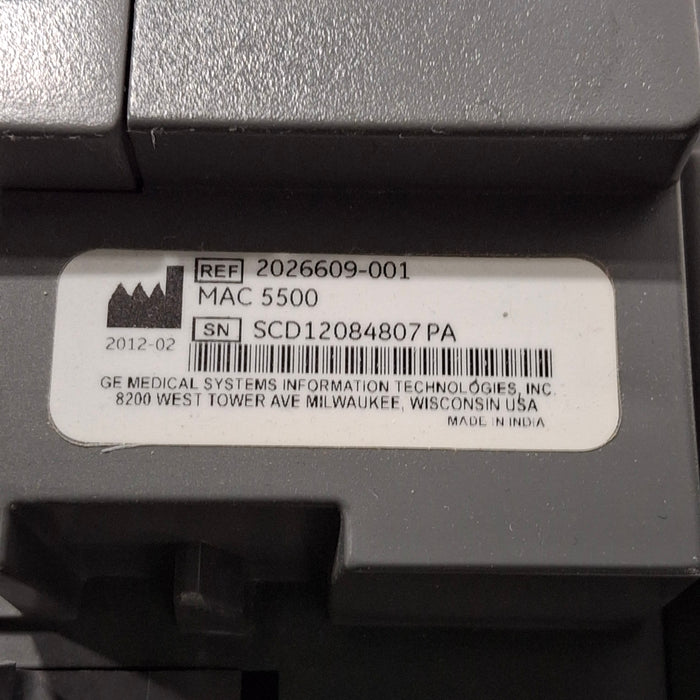 REF 2026609-001
MAC 5500
SN SCD12084807PA
2012-02
GE MEDICAL SYSTEMS INFORMATION TECHNOLOGIES, INC.
8200 WEST TOWER AVE MILWAUKEE, WISCONSIN USA
MADE IN INDIA